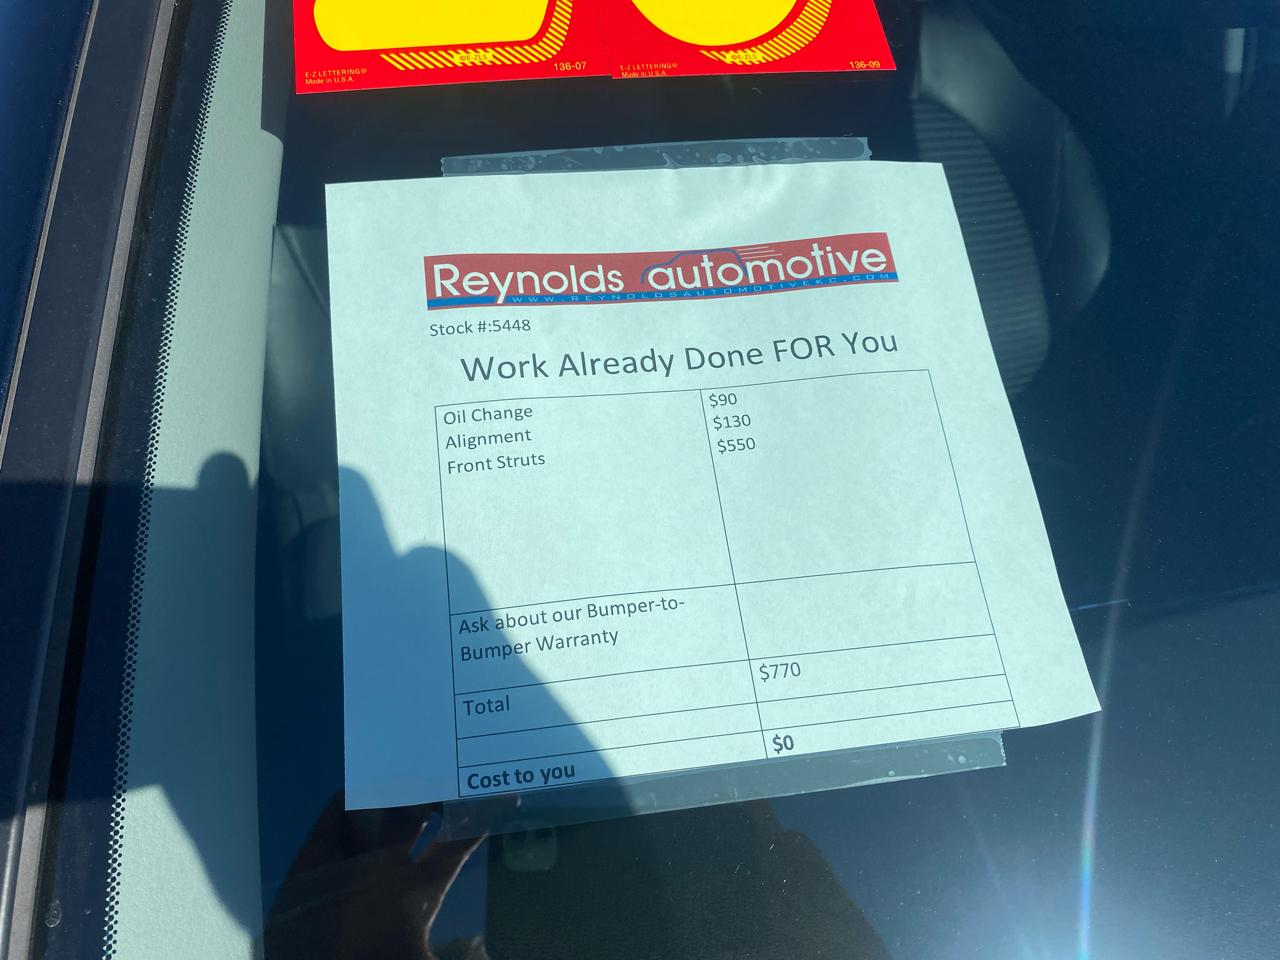 E-Z LETTERING®
Made in U.S.A.
©E-ZLS
136-07
E-Z LETTERING®
Made in U.S.A.
©E-ZLS
136-09
Reynolds automotive
WWW.REYNOLDSAUTOMOTIVEKC.COM
Stock #:5448
Work Already Done FOR You
Oil Change $90
Alignment $130
Front Struts $550
Ask about our Bumper-to-
Bumper Warranty
Total $770
Cost to you $0